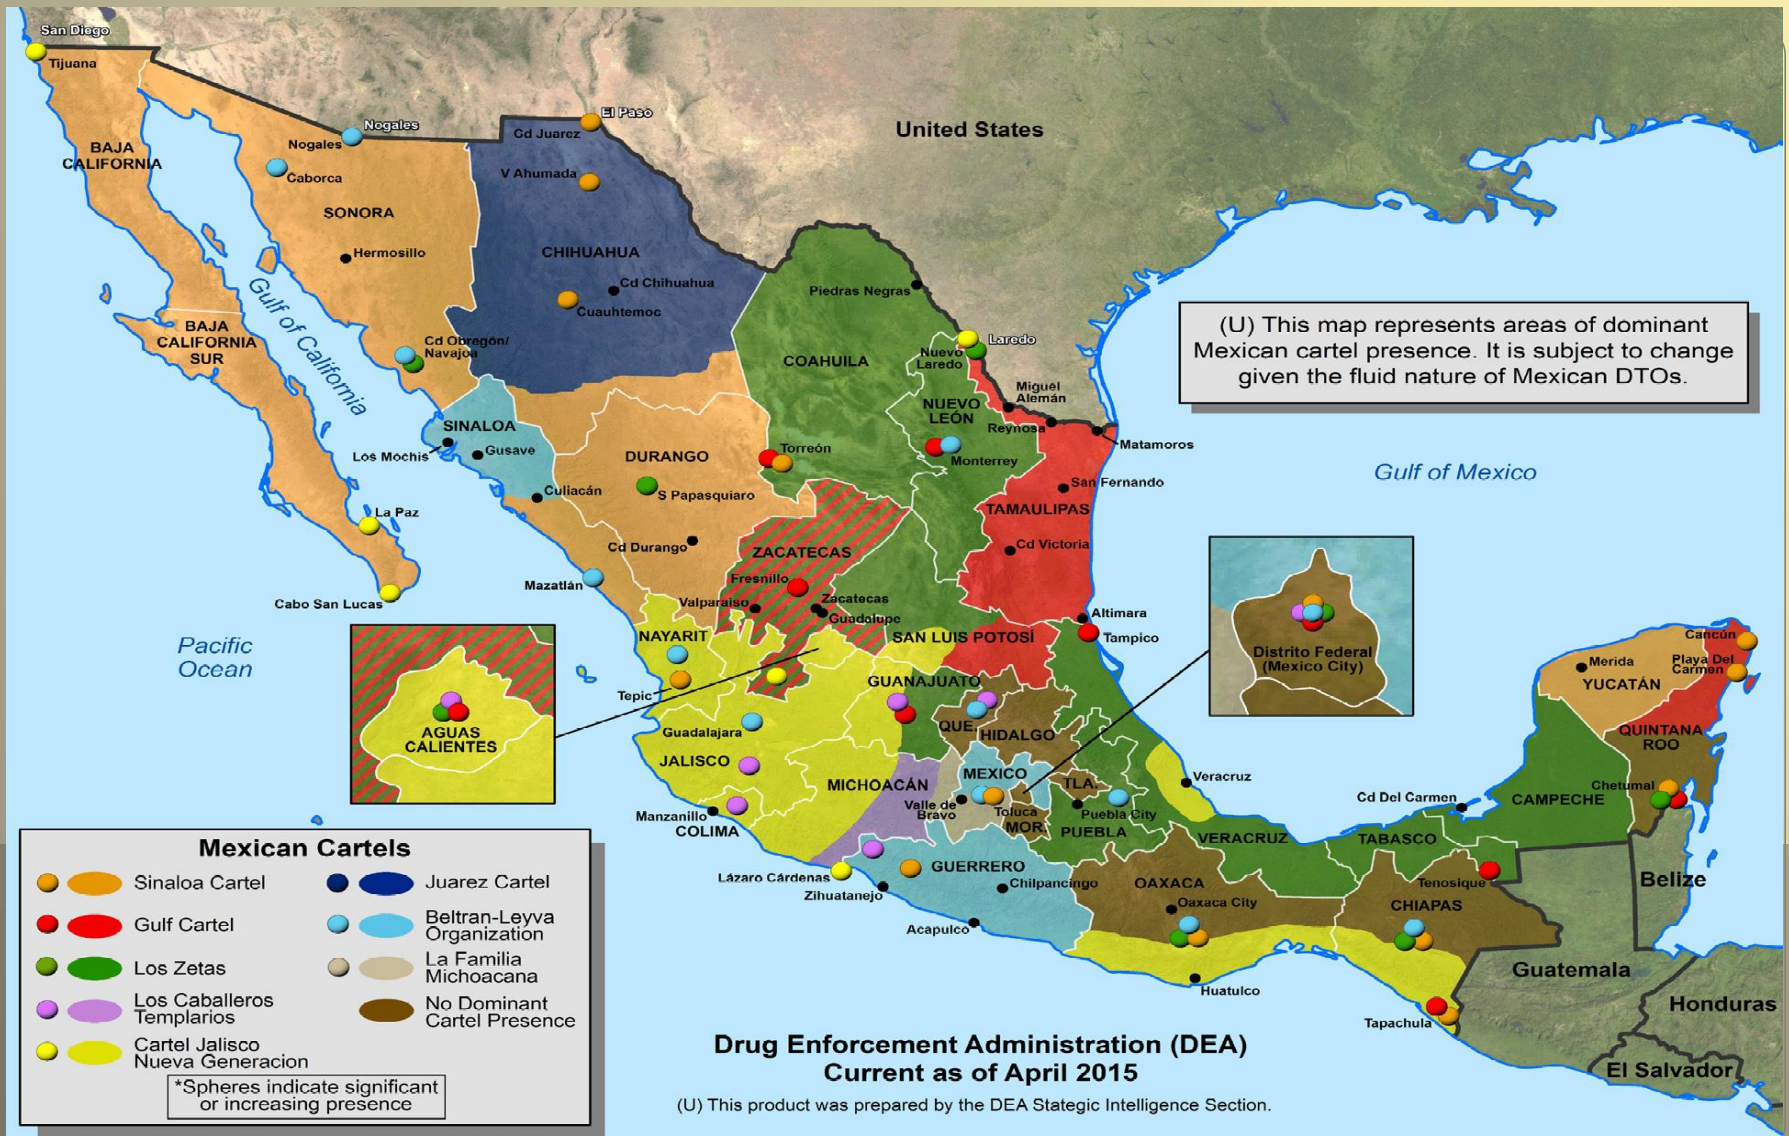 San Diego
Tijuana
BAJA
CALIFORNIA
Nogales
Nogales
Caborca
SONORA
Hermosillo
El Paso
Cd Juarez
V Ahumada
CHIHUAHUA
Cd Chihuahua
Cuauhtemoc
United States
Gulf of California
BAJA
CALIFORNIA
SUR
Cd Obregón/
Navajoa
Piedras Negras
COAHUILA
Laredo
Nuevo
Laredo
Miguel
Alemán
NUEVO
LEÓN
Reynosa
Matamoros
(U) This map represents areas of dominant
Mexican cartel presence. It is subject to change
given the fluid nature of Mexican DTOs.
SINALOA
Los Mochis
Gusave
Culiacán
DURANGO
S Papasquiaro
Torreón
Monterrey
San Fernando
TAMAULIPAS
Cd Victoria
Gulf of Mexico
La Paz
Cabo San Lucas
Cd Durango
Mazatlán
ZACATECAS
Fresnillo
Valparaiso
Zacatecas
Guadalupe
Altimara
Tampico
SAN LUIS POTOSÍ
Pacific
Ocean
NAYARIT
Tepic
GUANAJUATO
QUE.
HIDALGO
Distrito Federal
(Mexico City)
Cancún
Playa Del
Carmen
Merida
YUCATÁN
QUINTANA
ROO
Chetumal
AGUAS
CALIENTES
Guadalajara
JALISCO
Manzanillo
COLIMA
MICHOACÁN
MEXICO
Valle de
Bravo
Toluca
MOR.
TLA.
Puebla City
PUEBLA
Veracruz
VERACRUZ
Cd Del Carmen
CAMPECHE
TABASCO
Tenosique
Belize
Lázaro Cárdenas
Zihuatanejo
GUERRERO
Chilpancingo
Acapulco
OAXACA
Oaxaca City
Huatulco
CHIAPAS
Tapachula
Guatemala
Honduras
El Salvador
Mexican Cartels
Sinaloa Cartel
Gulf Cartel
Los Zetas
Los Caballeros
Templarios
Cartel Jalisco
Nueva Generacion
Juarez Cartel
Beltran-Leyva
Organization
La Familia
Michoacana
No Dominant
Cartel Presence
*Spheres indicate significant
or increasing presence
Drug Enforcement Administration (DEA)
Current as of April 2015
(U) This product was prepared by the DEA Stategic Intelligence Section.